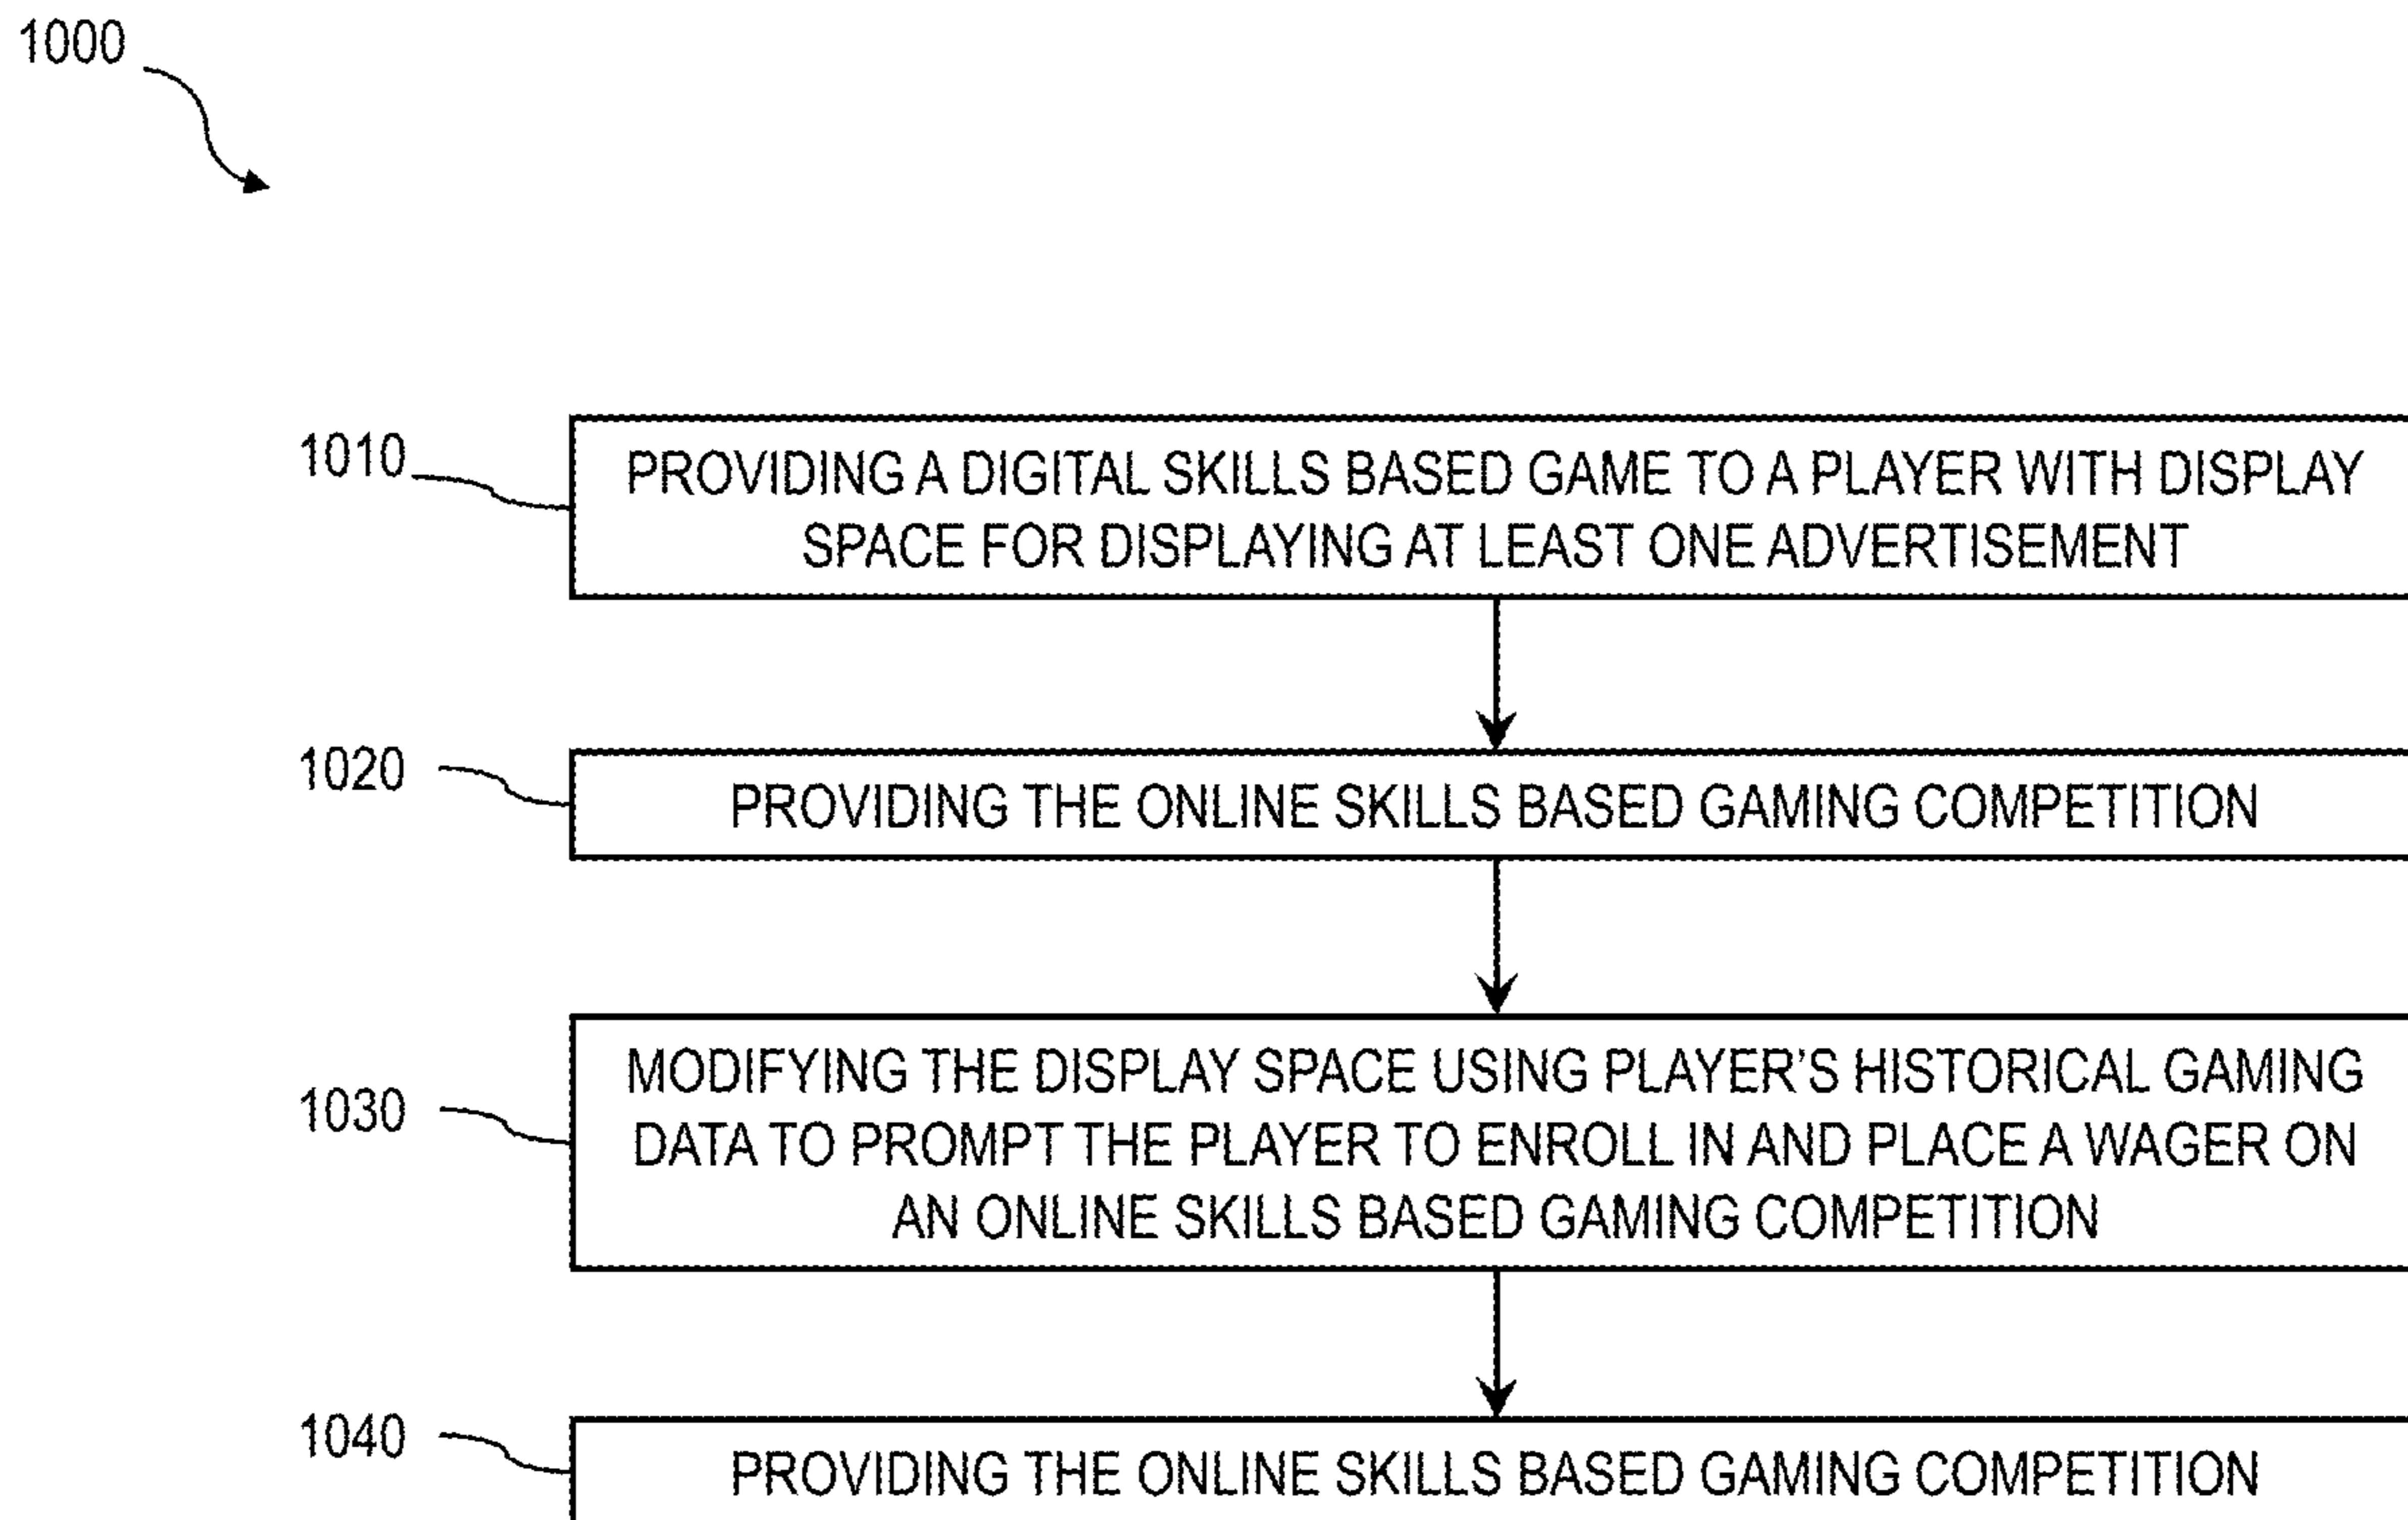 1000
1010
PROVIDING A DIGITAL SKILLS BASED GAME TO A PLAYER WITH DISPLAY
SPACE FOR DISPLAYING AT LEAST ONE ADVERTISEMENT
1020
PROVIDING THE ONLINE SKILLS BASED GAMING COMPETITION
1030
MODIFYING THE DISPLAY SPACE USING PLAYER'S HISTORICAL GAMING
DATA TO PROMPT THE PLAYER TO ENROLL IN AND PLACE A WAGER ON
AN ONLINE SKILLS BASED GAMING COMPETITION
1040
PROVIDING THE ONLINE SKILLS BASED GAMING COMPETITION